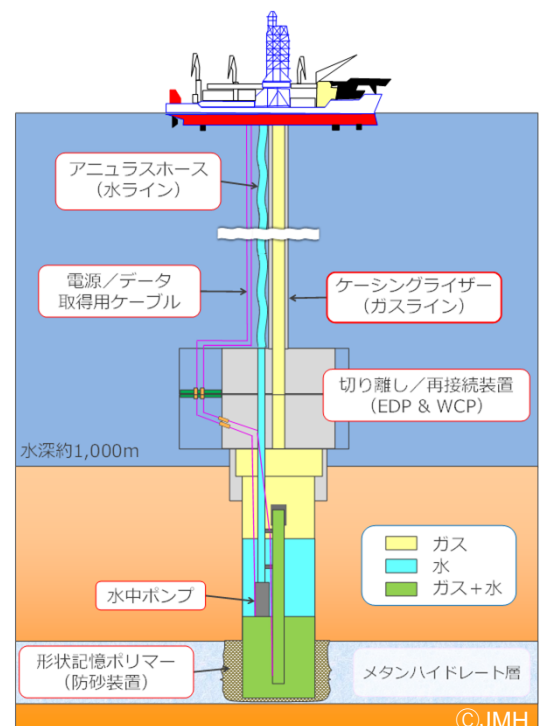 アニュラスホース
（水ライン）
電源／データ
取得用ケーブル
ケーシングライザー
（ガスライン）
切り離し／再接続装置
（EDP & WCP）
水深約1,000m
ガス
水
ガス＋水
水中ポンプ
形状記憶ポリマー
（防砂装置）
メタンハイドレート層
©JMH